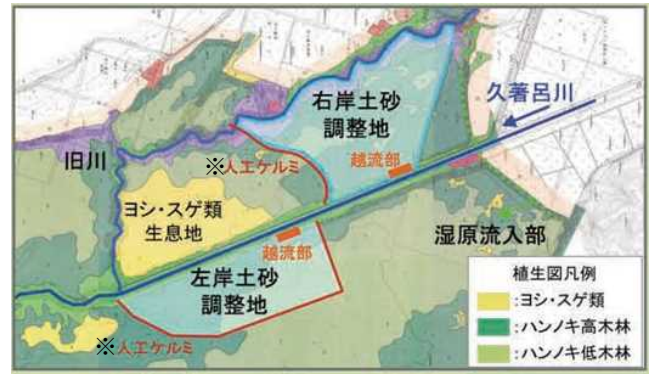 右岸土砂
調整地
久著呂川
越流部
旧川
※人工ケルミ
ヨシ・スゲ類
生息地
越流部
湿原流入部
左岸土砂
調整地
※人工ケルミ
植生図凡例
:ヨシ・スゲ類
:ハンノキ高木林
:ハンノキ低木林